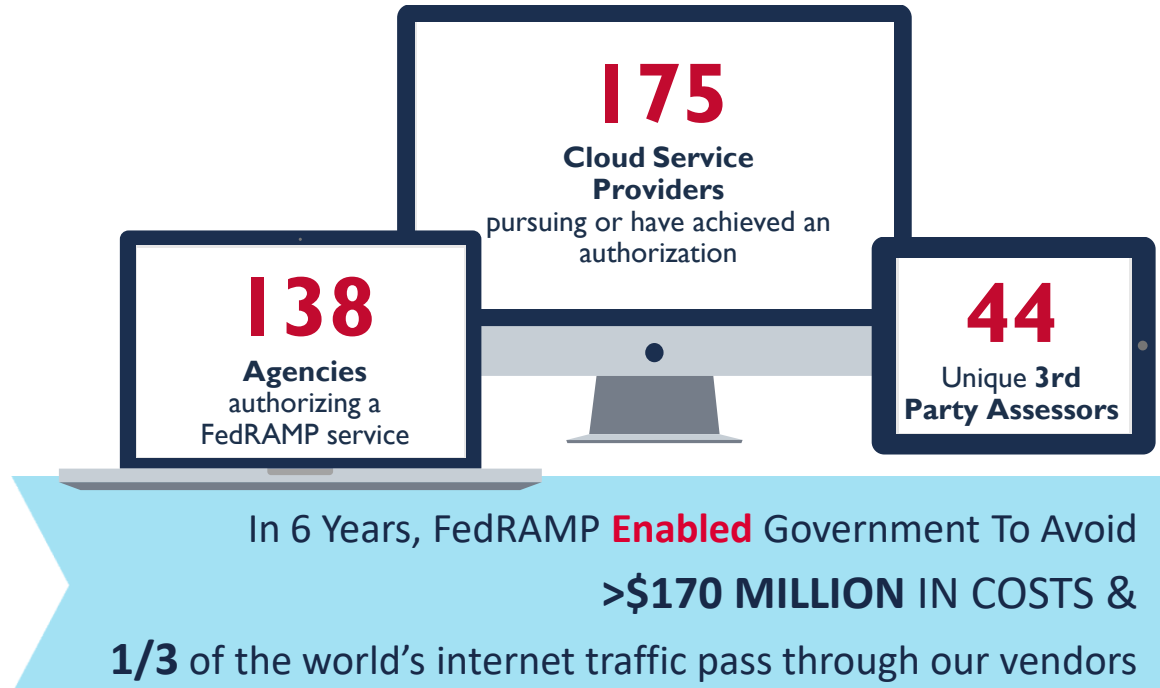 175
Cloud Service
Providers
pursuing or have achieved an
authorization
138
Agencies
authorizing a
FedRAMP service
44
Unique 3rd
Party Assessors
In 6 Years, FedRAMP Enabled Government To Avoid
>$170 MILLION IN COSTS &
1/3 of the world’s internet traffic pass through our vendors